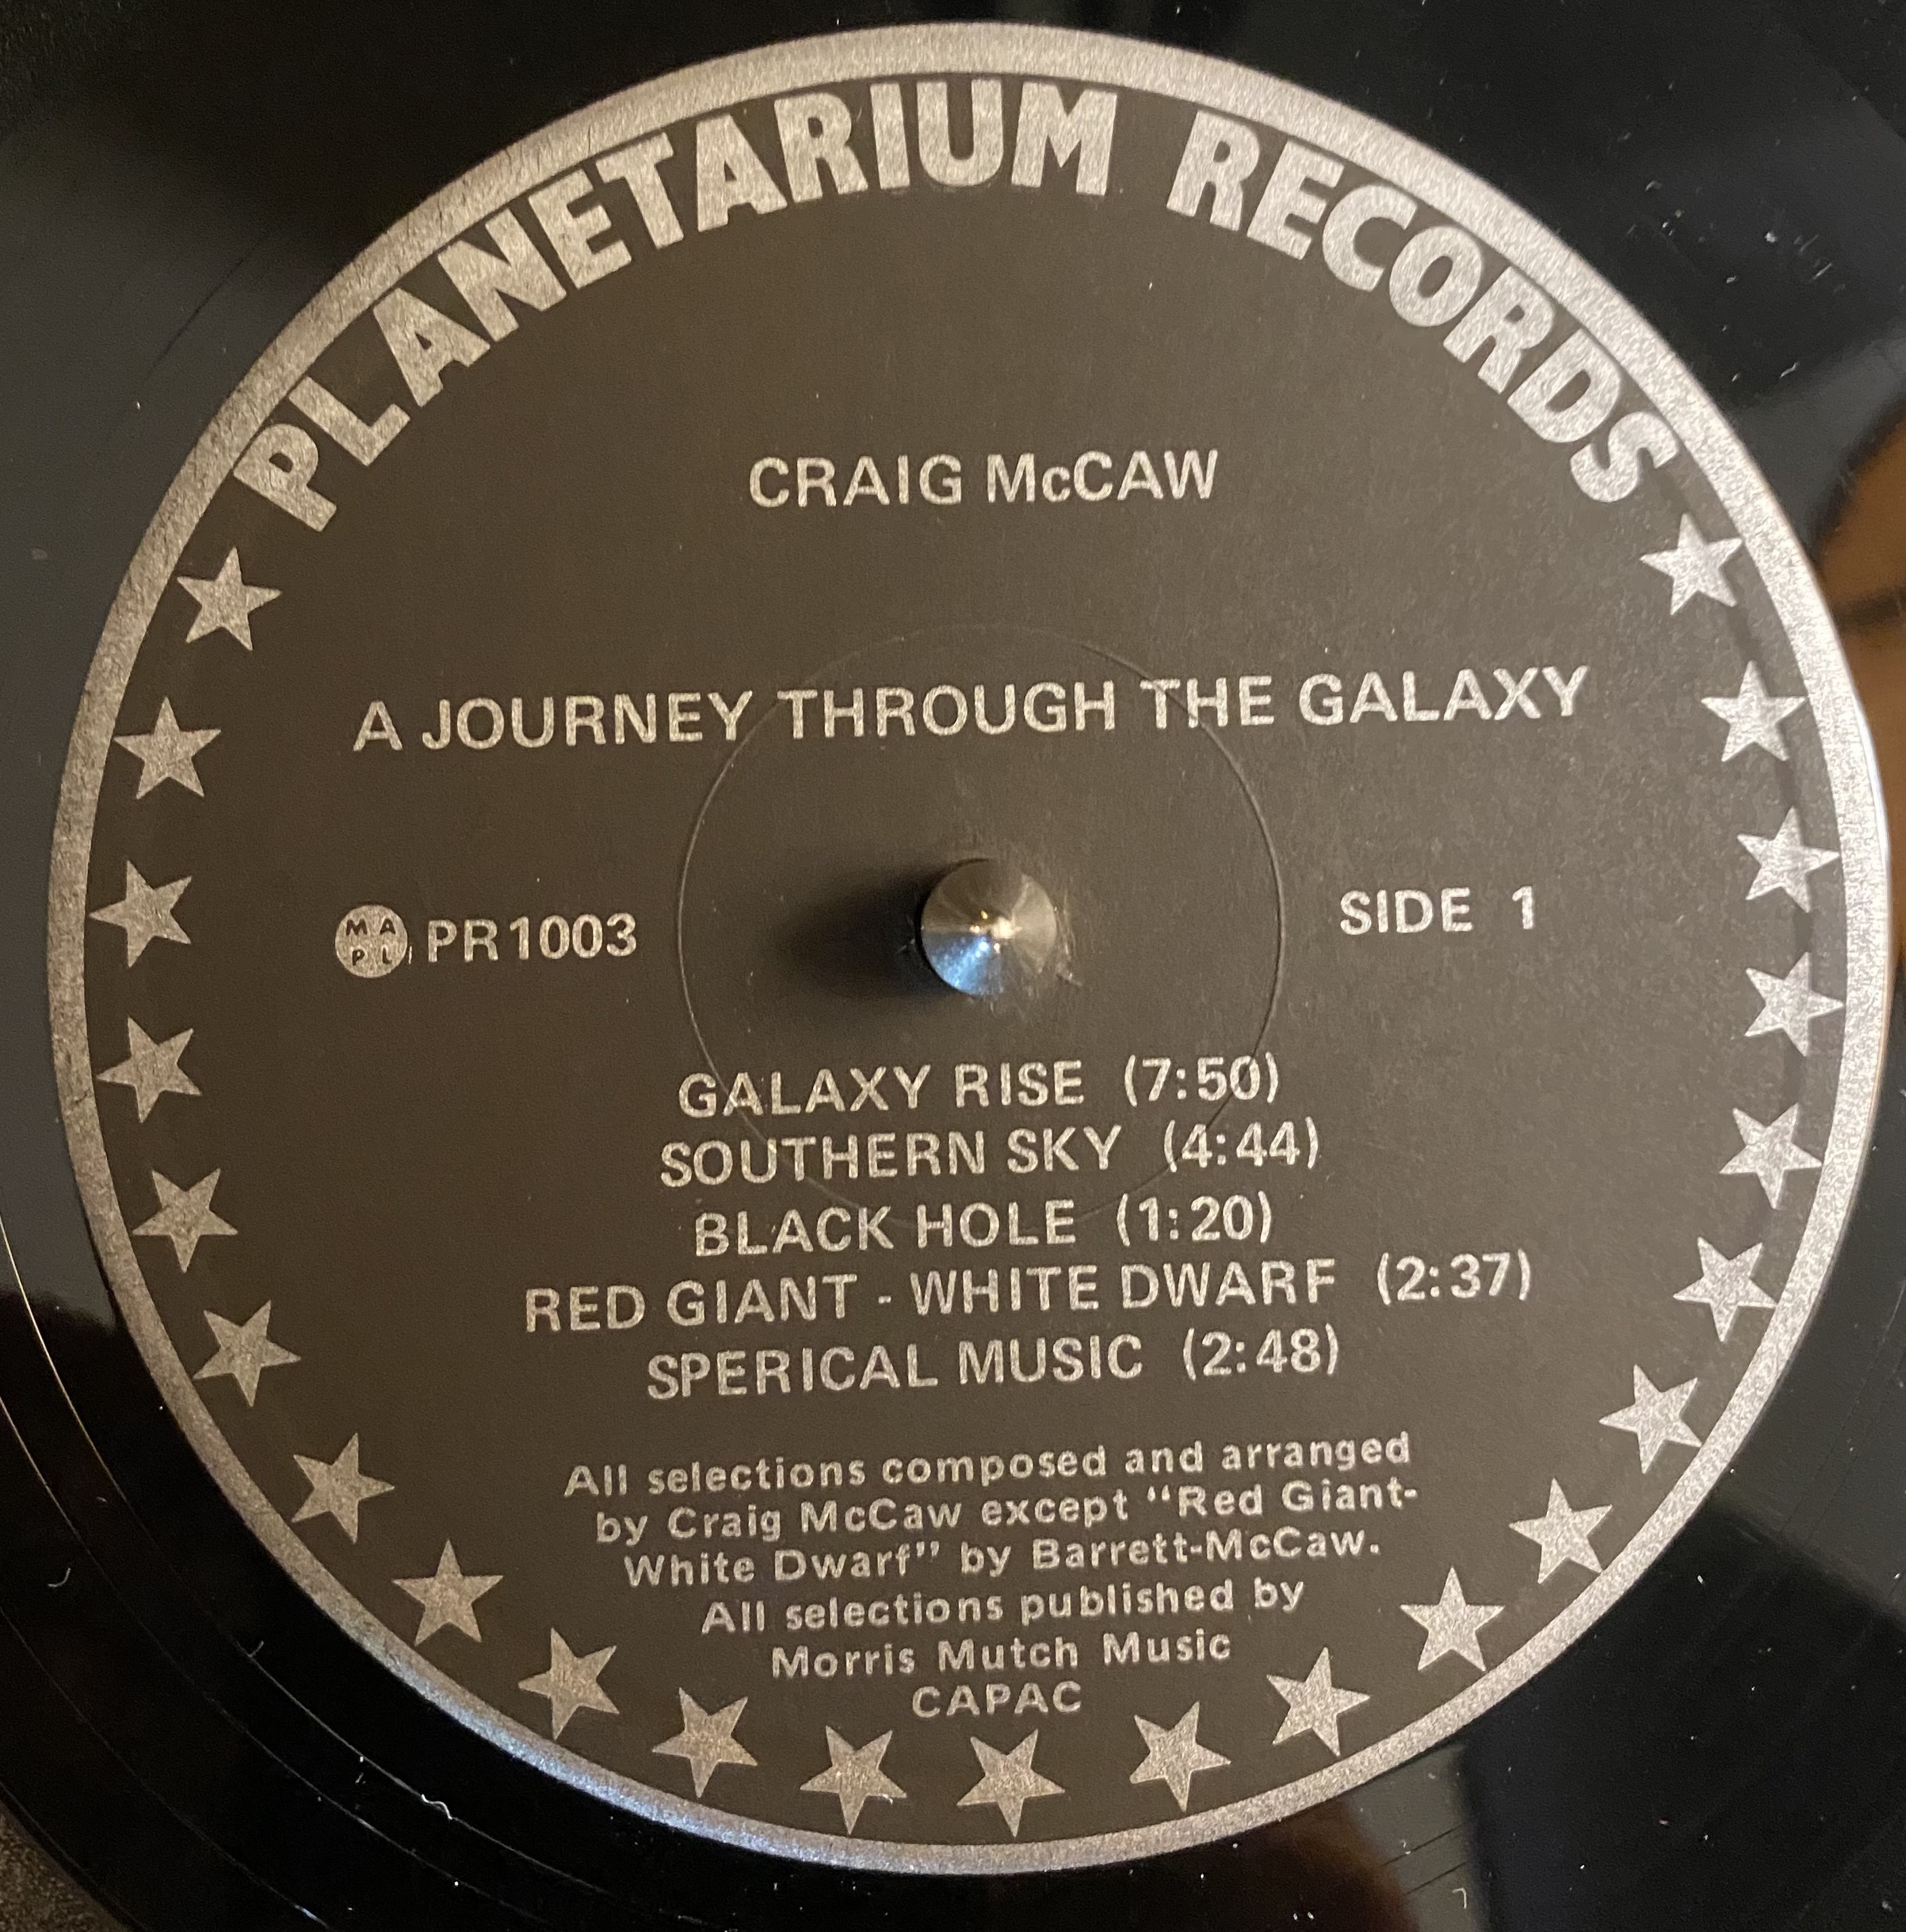 PLANETARIUM RECORDS
CRAIG McCAW
A JOURNEY THROUGH THE GALAXY
MA
PL
PR1003
SIDE 1
GALAXY RISE (7:50)
SOUTHERN SKY (4:44)
BLACK HOLE (1:20)
RED GIANT - WHITE DWARF (2:37)
SPERICAL MUSIC (2:48)
All selections composed and arranged
by Craig McCaw except “Red Giant-
White Dwarf” by Barrett-McCaw.
All selections published by
Morris Mutch Music
CAPAC